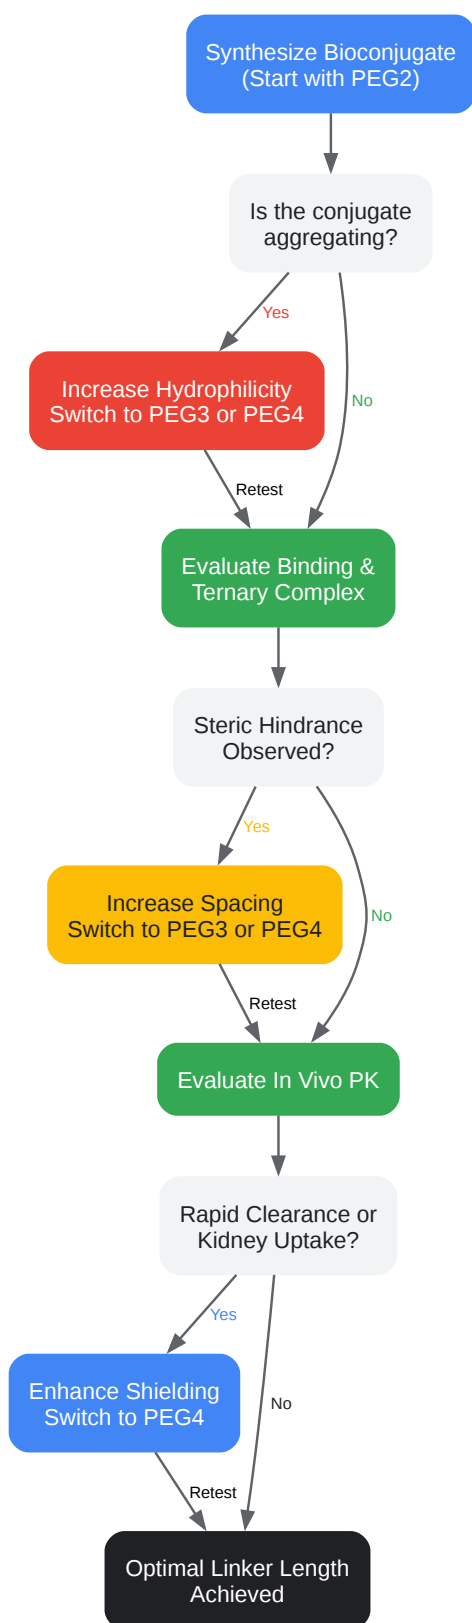 Synthesize Bioconjugate
(Start with PEG2)
Is the conjugate
aggregating?
Yes
Increase Hydrophilicity
Switch to PEG3 or PEG4
No
Retest
Evaluate Binding &
Ternary Complex
Steric Hindrance
Observed?
Yes
Increase Spacing
Switch to PEG3 or PEG4
No
Retest
Evaluate In Vivo PK
Rapid Clearance or
Kidney Uptake?
Yes
Enhance Shielding
Switch to PEG4
No
Retest
Optimal Linker Length
Achieved